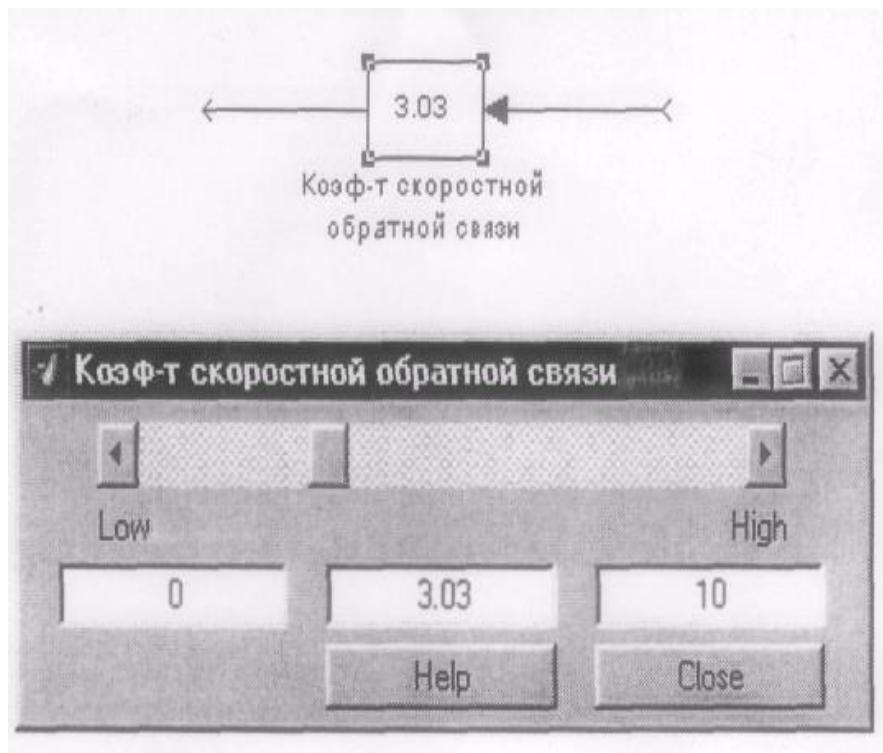 3.03
Коэф-т скоростной
обратной связи
Коэф-т скоростной обратной связи
Low High
0 3.03 10
Help Close